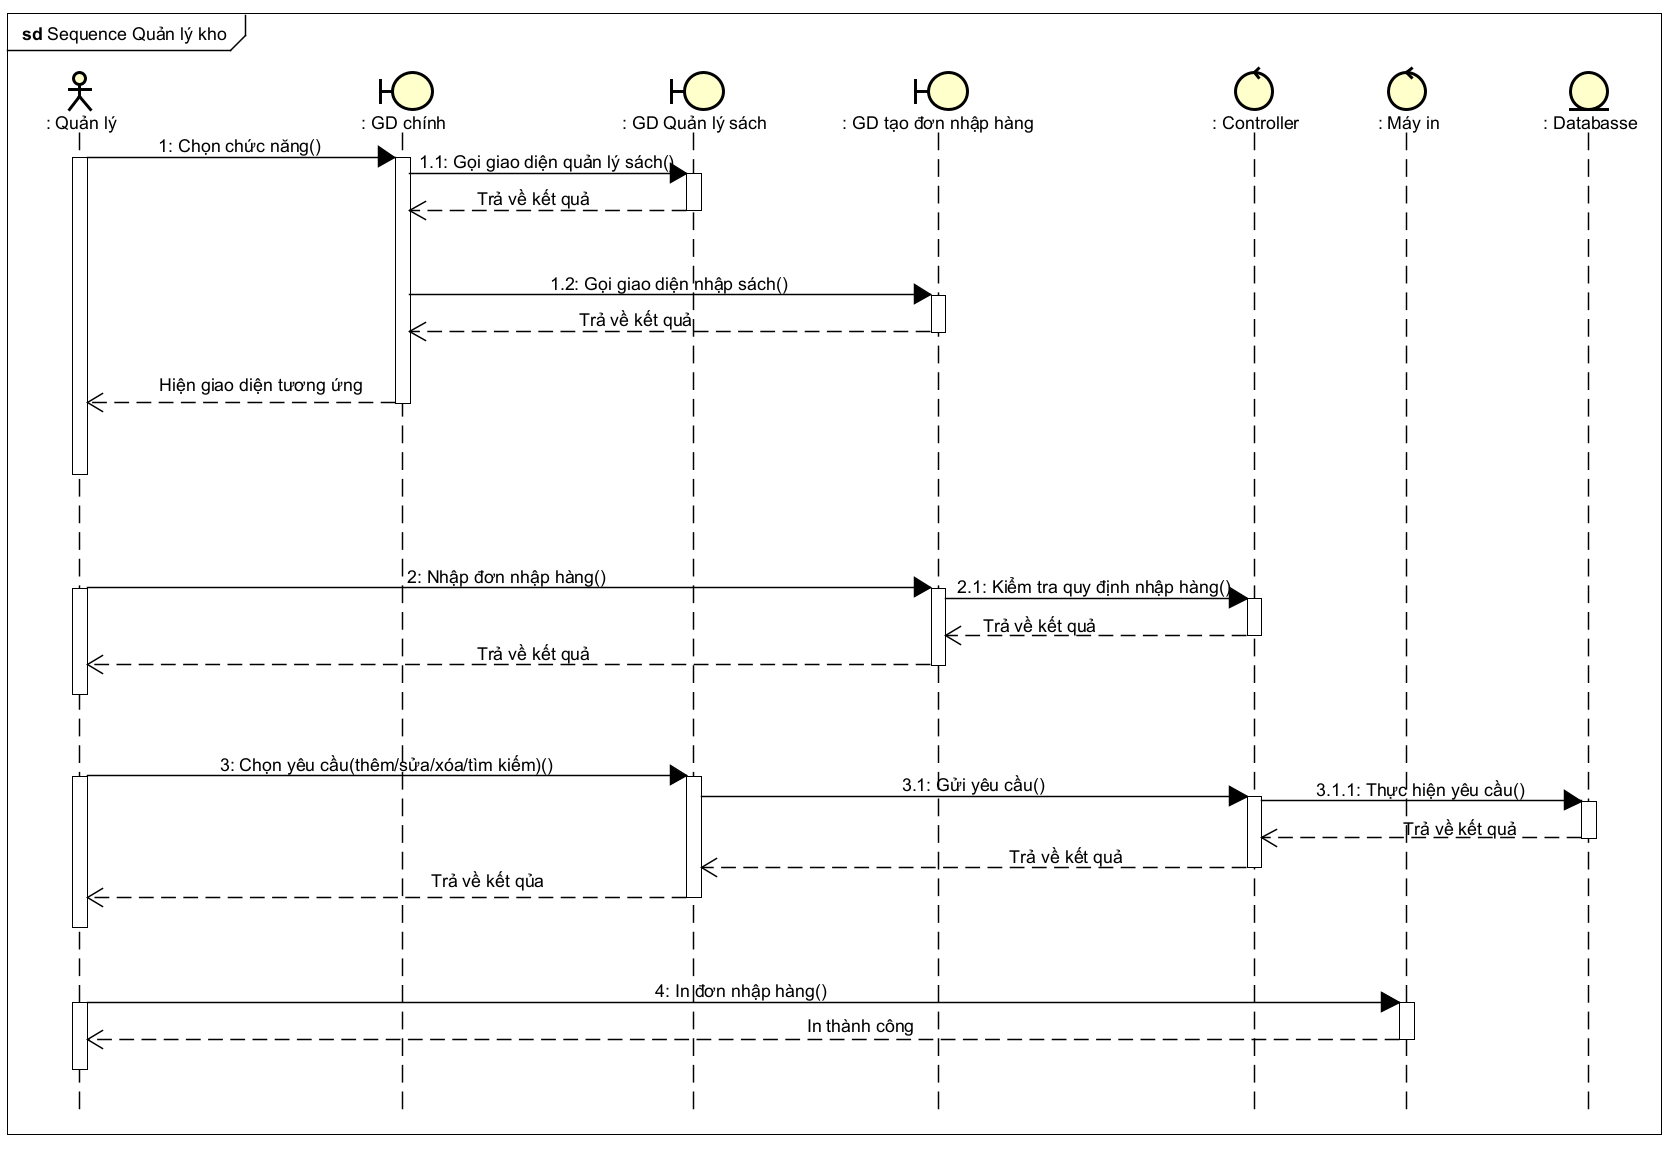 sd Sequence Quản lý kho
: Quản lý
: GD chính
: GD Quản lý sách
: GD tạo đơn nhập hàng
: Controller
: Máy in
: Databasse
1: Chọn chức năng()
1.1: Gọi giao diện quản lý sách()
Trả về kết quả
1.2: Gọi giao diện nhập sách()
Trả về kết quả
Hiện giao diện tương ứng
2: Nhập đơn nhập hàng()
2.1: Kiểm tra quy định nhập hàng()
Trả về kết quả
Trả về kết quả
3: Chọn yêu cầu(thêm/sửa/xóa/tìm kiếm)()
3.1: Gửi yêu cầu()
3.1.1: Thực hiện yêu cầu()
Trả về kết quả
Trả về kết quả
Trả về kết qủa
4: In đơn nhập hàng()
In thành công